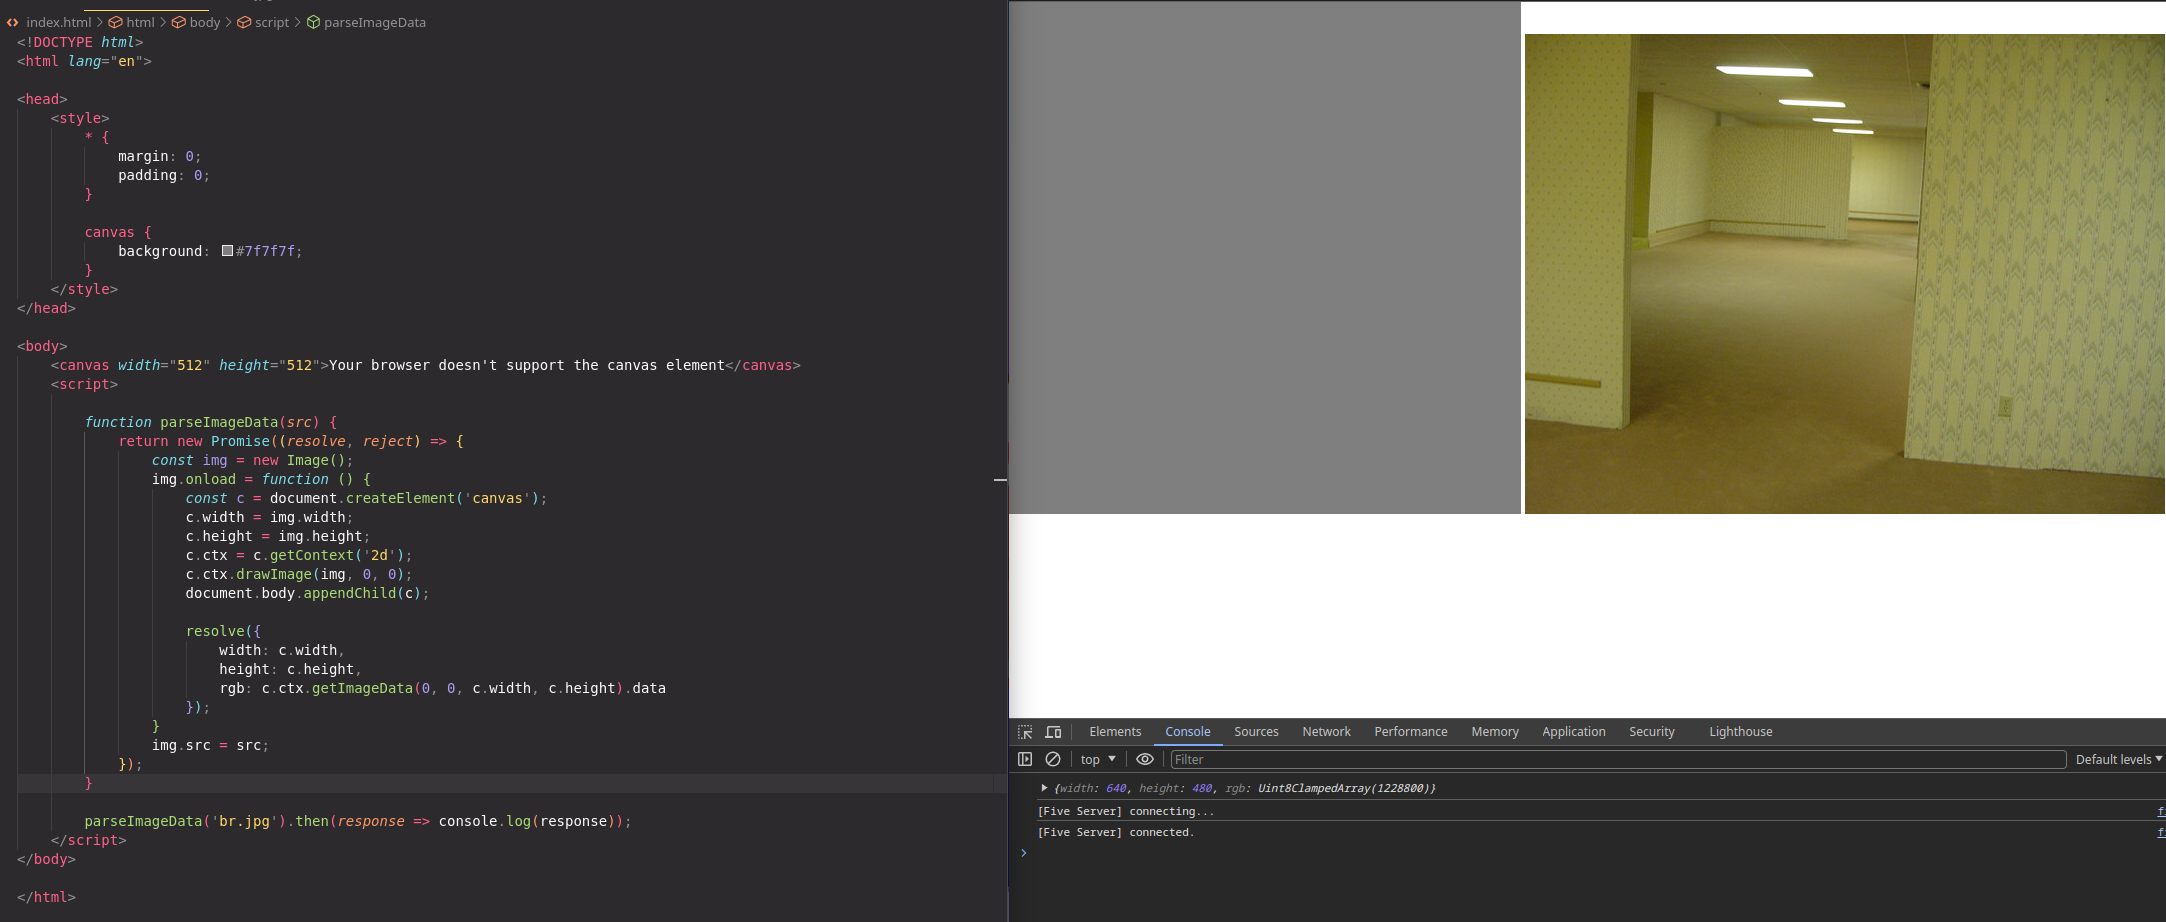 index.html > html > body > script > parseImageData
<!DOCTYPE html>
<html lang="en">
<head>
<style>
* {
margin: 0;
padding: 0;
}
canvas {
background: #7f7f7f;
}
</style>
</head>
<body>
<canvas width="512" height="512">Your browser doesn't support the canvas element</canvas>
<script>
function parseImageData(src) {
return new Promise((resolve, reject) => {
const img = new Image();
img.onload = function () {
const c = document.createElement('canvas');
c.width = img.width;
c.height = img.height;
c.ctx = c.getContext('2d');
c.ctx.drawImage(img, 0, 0);
document.body.appendChild(c);
resolve({
width: c.width,
height: c.height,
rgb: c.ctx.getImageData(0, 0, c.width, c.height).data
});
}
img.src = src;
});
}
parseImageData('br.jpg').then(response => console.log(response));
</script>
</body>
</html>
Elements Console Sources Network Performance Memory Application Security Lighthouse
top Filter Default levels
{width: 640, height: 480, rgb: Uint8ClampedArray(1228800)}
[Five Server] connecting...
[Five Server] connected.